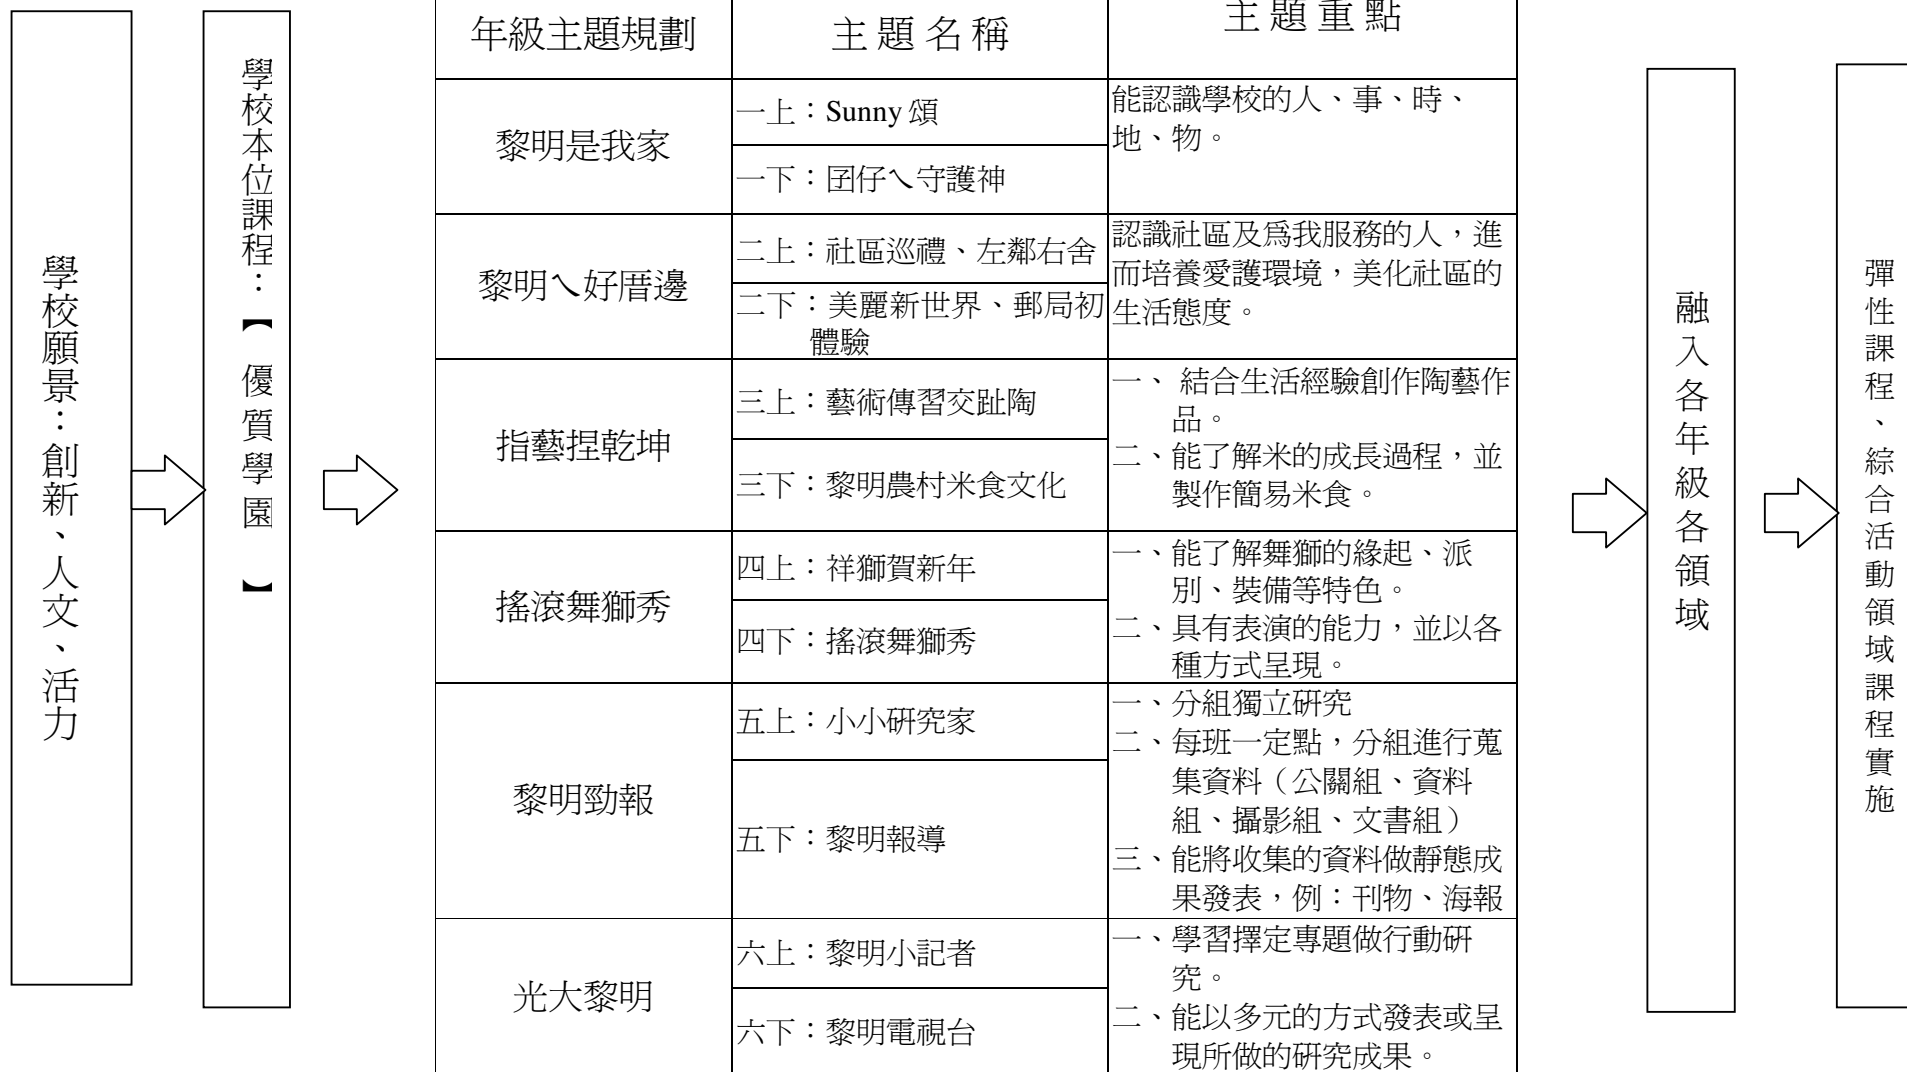 學校願景：創新、人文、活力
學校本位課程：【優質學園】
年級主題規劃
主題名稱
主題重點
黎明是我家
一上：Sunny頌
一下：囝仔ㄟ守護神
能認識學校的人、事、時、
地、物。
黎明ㄟ好厝邊
二上：社區巡禮、左鄰右舍
二下：美麗新世界、郵局初
體驗
認識社區及為我服務的人，進
而培養愛護環境，美化社區的
生活態度。
指藝捏乾坤
三上：藝術傳習交趾陶
三下：黎明農村米食文化
一、 結合生活經驗創作陶藝作
品。
二、能了解米的成長過程，並
製作簡易米食。
搖滾舞獅秀
四上：祥獅賀新年
四下：搖滾舞獅秀
一、能了解舞獅的緣起、派
別、裝備等特色。
二、具有表演的能力，並以各
種方式呈現。
黎明勁報
五上：小小研究家
五下：黎明報導
一、分組獨立研究
二、每班一定點，分組進行蒐
集資料（公關組、資料
組、攝影組、文書組）
三、能將收集的資料做靜態成
果發表，例：刊物、海報
光大黎明
六上：黎明小記者
六下：黎明電視台
一、學習擇定專題做行動研
究。
二、能以多元的方式發表或呈
現所做的研究成果。
融入各年級各領域
彈性課程、綜合活動領域課程實施